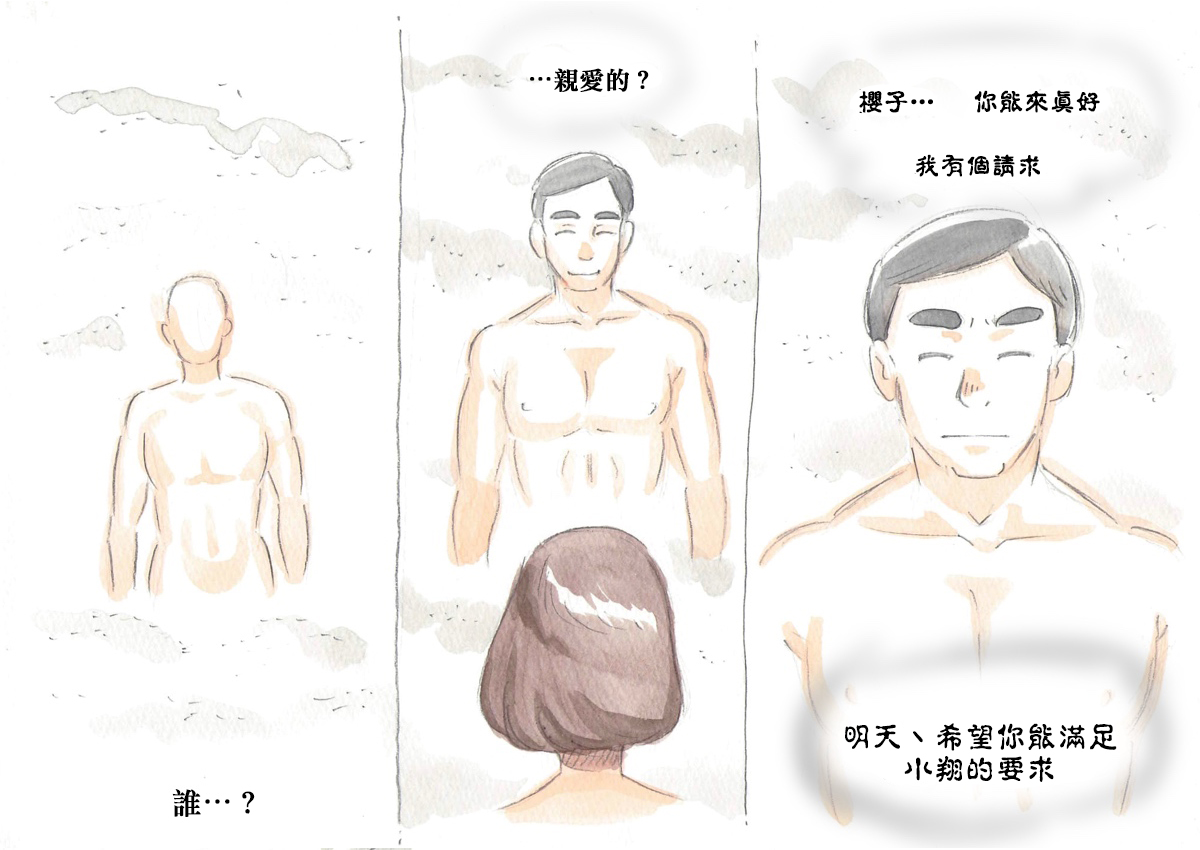 誰…?
…親愛的?
櫻子… 你能來真好
我有個請求
明天、希望你能滿足
小翔的要求